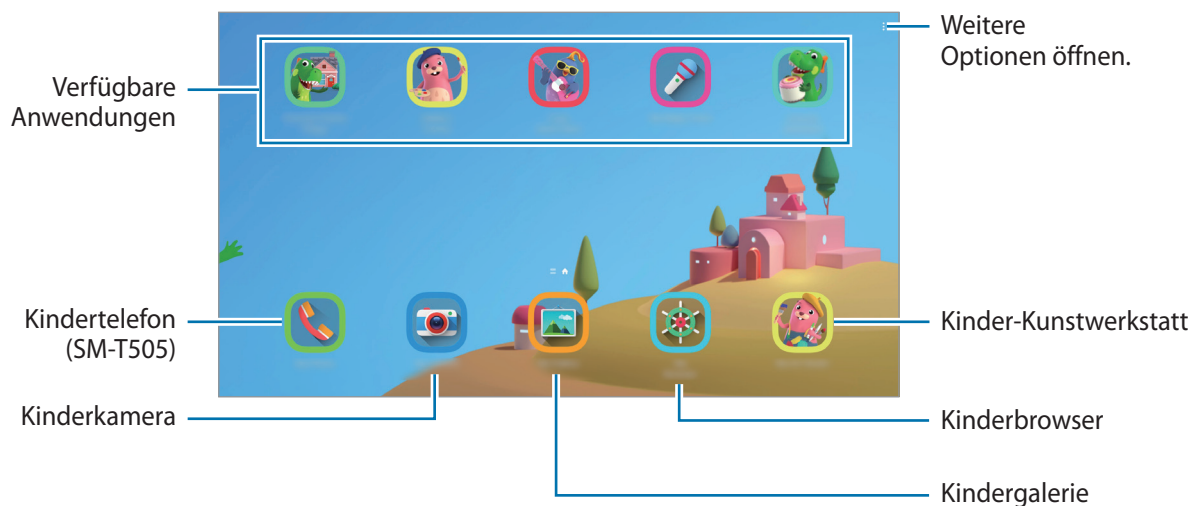 Weitere
Optionen öffnen.
Verfügbare
Anwendungen
Kindertelefon
(SM-T505)
Kinder-Kunstwerkstatt
Kinderkamera
Kinderbrowser
Kindergalerie